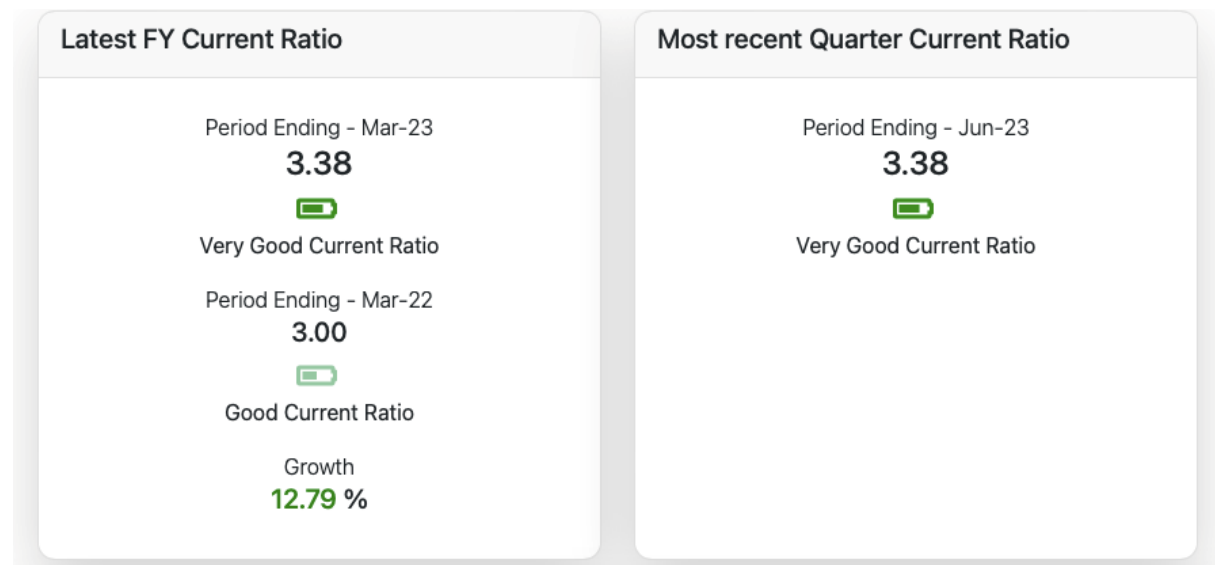 Latest FY Current Ratio
Period Ending - Mar-23
3.38
Very Good Current Ratio
Period Ending - Mar-22
3.00
Good Current Ratio
Growth
12.79 %
Most recent Quarter Current Ratio
Period Ending - Jun-23
3.38
Very Good Current Ratio